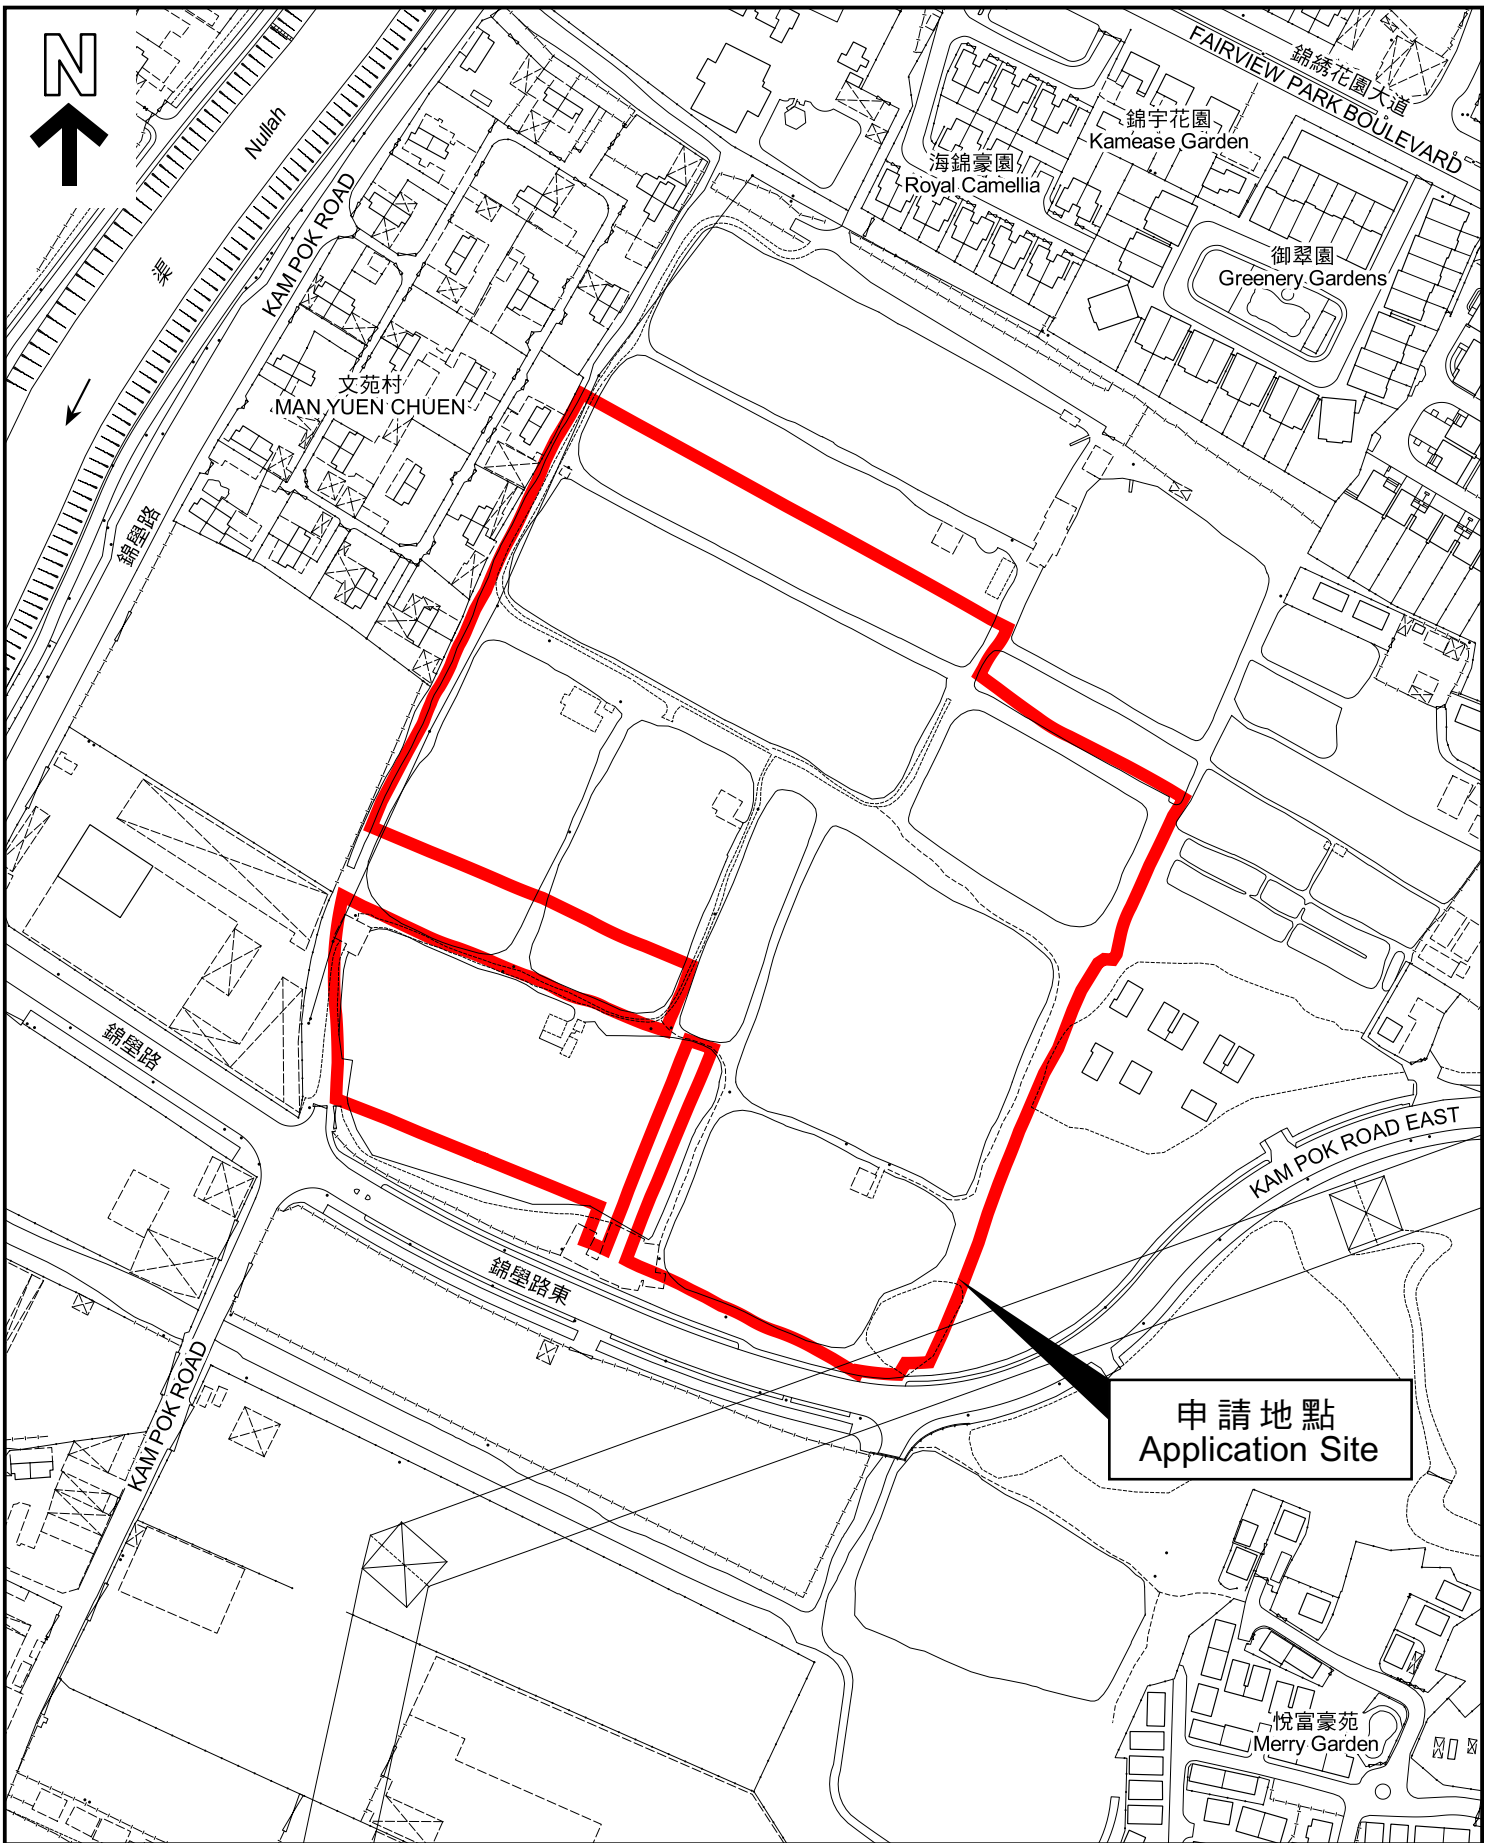 N
Nullah
渠
KAM POK ROAD
錦綉花園大道
FAIRVIEW PARK BOULEVARD
錦宇花園
Kamease Garden
海錦豪園
Royal Camellia
御翠園
Greenery Gardens
文苑村
MAN YUEN CHUEN
錦壆路
錦壆路
KAM POK ROAD EAST
錦壆路東
KAM POK ROAD
申請地點
Application Site
悅富豪苑
Merry Garden